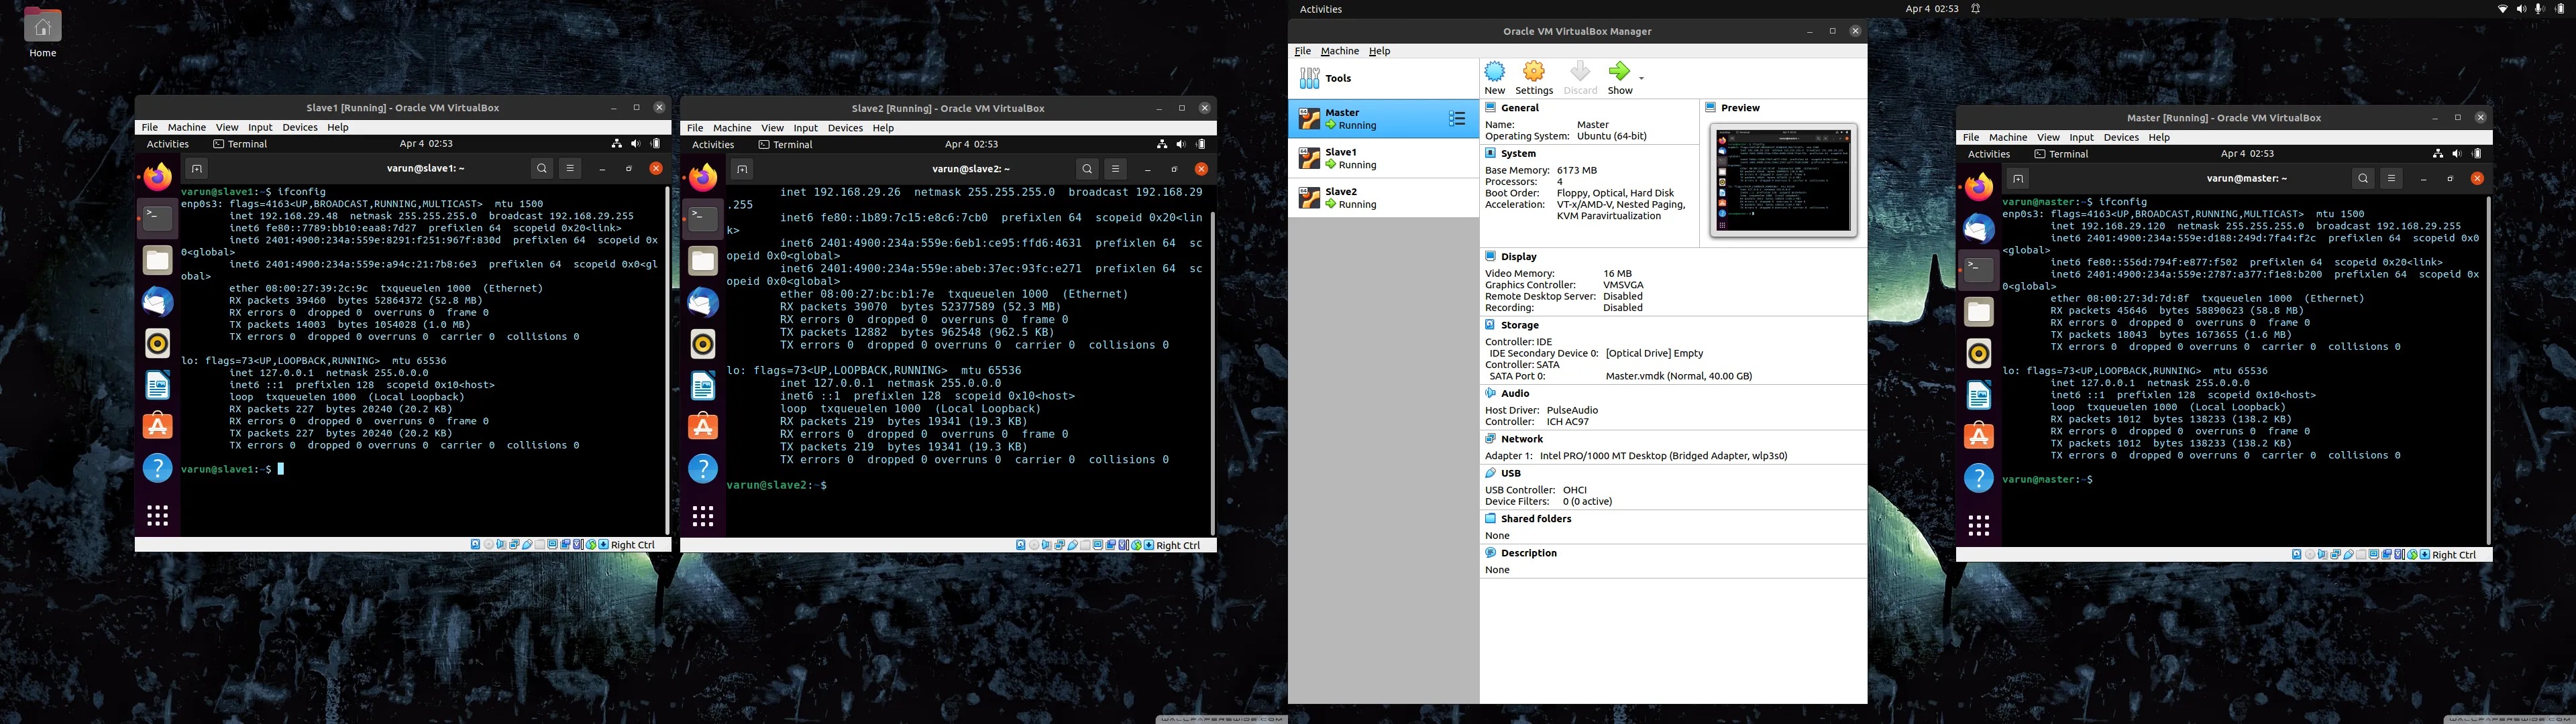 Home
Slave1 [Running] - Oracle VM VirtualBox
File Machine View Input Devices Help
Activities Terminal Apr 4 02:53
varun@slave1: ~
varun@slave1:~$ ifconfig
enp0s3: flags=4163<UP,BROADCAST,RUNNING,MULTICAST> mtu 1500
inet 192.168.29.48 netmask 255.255.255.0 broadcast 192.168.29.255
inet6 fe80::7789:bb10:eaa8:7d27 prefixlen 64 scopeid 0x20<link>
inet6 2401:4900:234a:559e:8291:f251:967f:830d prefixlen 64 scopeid 0x
0<global>
inet6 2401:4900:234a:559e:a94c:21:7b8:6e3 prefixlen 64 scopeid 0x0<gl
obal>
ether 08:00:27:39:2c:9c txqueuelen 1000 (Ethernet)
RX packets 39460 bytes 52864372 (52.8 MB)
RX errors 0 dropped 0 overruns 0 frame 0
TX packets 14003 bytes 1054028 (1.0 MB)
TX errors 0 dropped 0 overruns 0 carrier 0 collisions 0
lo: flags=73<UP,LOOPBACK,RUNNING> mtu 65536
inet 127.0.0.1 netmask 255.0.0.0
inet6 ::1 prefixlen 128 scopeid 0x10<host>
loop txqueuelen 1000 (Local Loopback)
RX packets 227 bytes 20240 (20.2 KB)
RX errors 0 dropped 0 overruns 0 frame 0
TX packets 227 bytes 20240 (20.2 KB)
TX errors 0 dropped 0 overruns 0 carrier 0 collisions 0
varun@slave1:~$
Right Ctrl
Slave2 [Running] - Oracle VM VirtualBox
File Machine View Input Devices Help
Activities Terminal Apr 4 02:53
varun@slave2: ~
inet 192.168.29.26 netmask 255.255.255.0 broadcast 192.168.29
.255
inet6 fe80::1b89:7c15:e8c6:7cb0 prefixlen 64 scopeid 0x20<lin
k>
inet6 2401:4900:234a:559e:6eb1:ce95:ffd6:4631 prefixlen 64 sc
opeid 0x0<global>
inet6 2401:4900:234a:559e:abeb:37ec:93fc:e271 prefixlen 64 sc
opeid 0x0<global>
ether 08:00:27:bc:b1:7e txqueuelen 1000 (Ethernet)
RX packets 39070 bytes 52377589 (52.3 MB)
RX errors 0 dropped 0 overruns 0 frame 0
TX packets 12882 bytes 962548 (962.5 KB)
TX errors 0 dropped 0 overruns 0 carrier 0 collisions 0
lo: flags=73<UP,LOOPBACK,RUNNING> mtu 65536
inet 127.0.0.1 netmask 255.0.0.0
inet6 ::1 prefixlen 128 scopeid 0x10<host>
loop txqueuelen 1000 (Local Loopback)
RX packets 219 bytes 19341 (19.3 KB)
RX errors 0 dropped 0 overruns 0 frame 0
TX packets 219 bytes 19341 (19.3 KB)
TX errors 0 dropped 0 overruns 0 carrier 0 collisions 0
varun@slave2:~$
Right Ctrl
WALLPAPERSWIDE.COM
Activities
Apr 4 02:53
Oracle VM VirtualBox Manager
File Machine Help
Tools
Master
Running
Slave1
Running
Slave2
Running
New Settings Discard Show
General
Name: Master
Operating System: Ubuntu (64-bit)
Preview
System
Base Memory: 6173 MB
Processors: 4
Boot Order: Floppy, Optical, Hard Disk
Acceleration: VT-x/AMD-V, Nested Paging,
KVM Paravirtualization
Display
Video Memory: 16 MB
Graphics Controller: VMSVGA
Remote Desktop Server: Disabled
Recording: Disabled
Storage
Controller: IDE
IDE Secondary Device 0: [Optical Drive] Empty
Controller: SATA
SATA Port 0: Master.vmdk (Normal, 40.00 GB)
Audio
Host Driver: PulseAudio
Controller: ICH AC97
Network
Adapter 1: Intel PRO/1000 MT Desktop (Bridged Adapter, wlp3s0)
USB
USB Controller: OHCI
Device Filters: 0 (0 active)
Shared folders
None
Description
None
Master [Running] - Oracle VM VirtualBox
File Machine View Input Devices Help
Activities Terminal Apr 4 02:53
varun@master: ~
varun@master:~$ ifconfig
enp0s3: flags=4163<UP,BROADCAST,RUNNING,MULTICAST> mtu 1500
inet 192.168.29.120 netmask 255.255.255.0 broadcast 192.168.29.255
inet6 2401:4900:234a:559e:d188:249d:7fa4:f2c prefixlen 64 scopeid 0x0
<global>
inet6 fe80::556d:794f:e877:f502 prefixlen 64 scopeid 0x20<link>
inet6 2401:4900:234a:559e:2787:a377:f1e8:b200 prefixlen 64 scopeid 0x
0<global>
ether 08:00:27:3d:7d:8f txqueuelen 1000 (Ethernet)
RX packets 45646 bytes 58890623 (58.8 MB)
RX errors 0 dropped 0 overruns 0 frame 0
TX packets 18043 bytes 1673655 (1.6 MB)
TX errors 0 dropped 0 overruns 0 carrier 0 collisions 0
lo: flags=73<UP,LOOPBACK,RUNNING> mtu 65536
inet 127.0.0.1 netmask 255.0.0.0
inet6 ::1 prefixlen 128 scopeid 0x10<host>
loop txqueuelen 1000 (Local Loopback)
RX packets 1012 bytes 138233 (138.2 KB)
RX errors 0 dropped 0 overruns 0 frame 0
TX packets 1012 bytes 138233 (138.2 KB)
TX errors 0 dropped 0 overruns 0 carrier 0 collisions 0
varun@master:~$
Right Ctrl
WALLPAPERSWIDE.COM